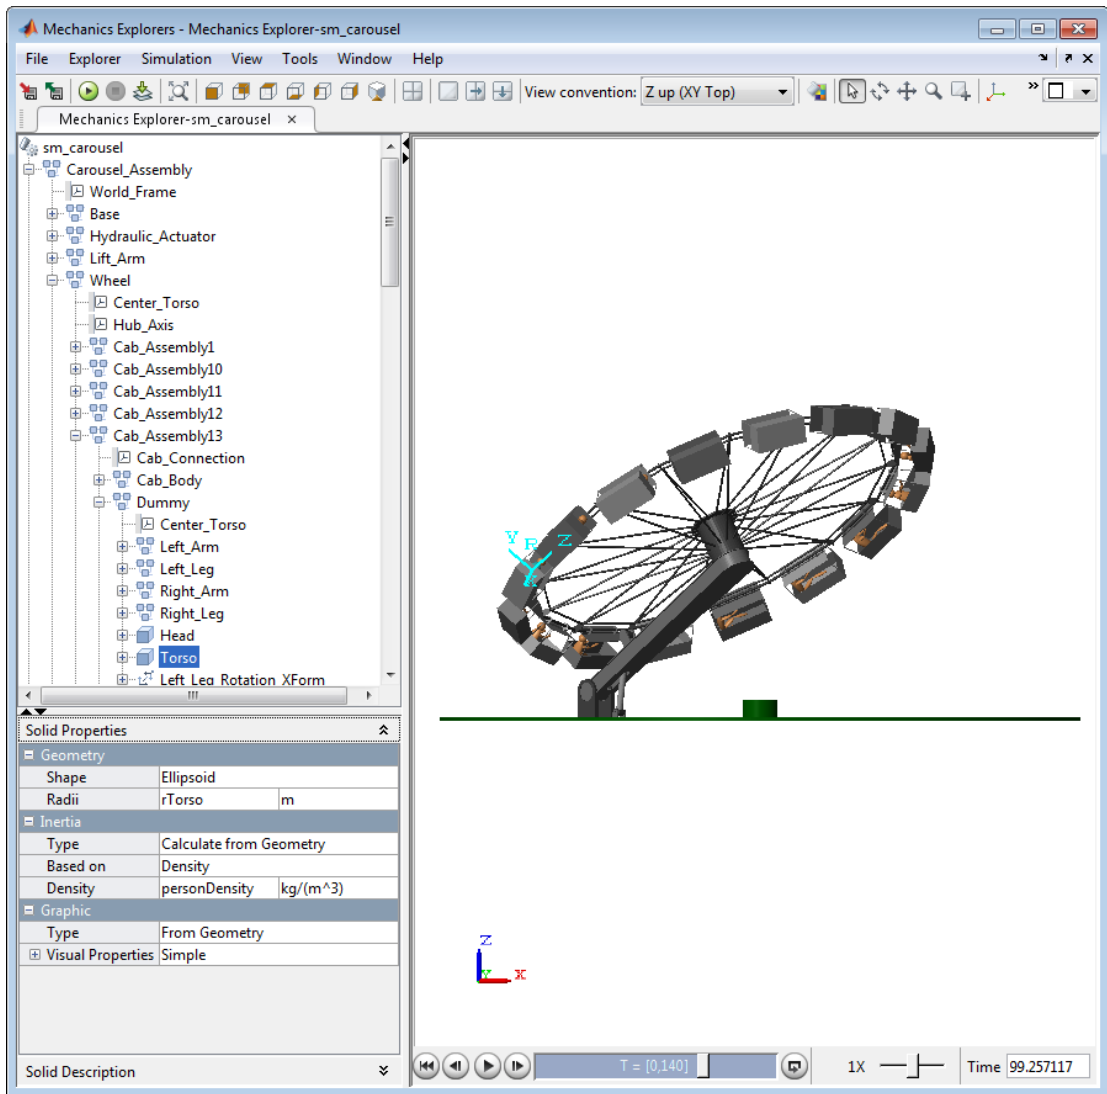 Mechanics Explorers - Mechanics Explorer-sm_carousel
File Explorer Simulation View Tools Window Help
View convention: Z up (XY Top)
»
Mechanics Explorer-sm_carousel ×
sm_carousel
Carousel_Assembly
World_Frame
Base
Hydraulic_Actuator
Lift_Arm
Wheel
Center_Torso
Hub_Axis
Cab_Assembly1
Cab_Assembly10
Cab_Assembly11
Cab_Assembly12
Cab_Assembly13
Cab_Connection
Cab_Body
Dummy
Center_Torso
Left_Arm
Left_Leg
Right_Arm
Right_Leg
Head
Torso
Left_Leg_Rotation_XForm
Solid Properties
Geometry
Shape Ellipsoid
Radii rTorso m
Inertia
Type Calculate from Geometry
Based on Density
Density personDensity kg/(m^3)
Graphic
Type From Geometry
Visual Properties Simple
Solid Description
Y R Z
Z
Y X
T = [0,140] 1X Time 99.257117